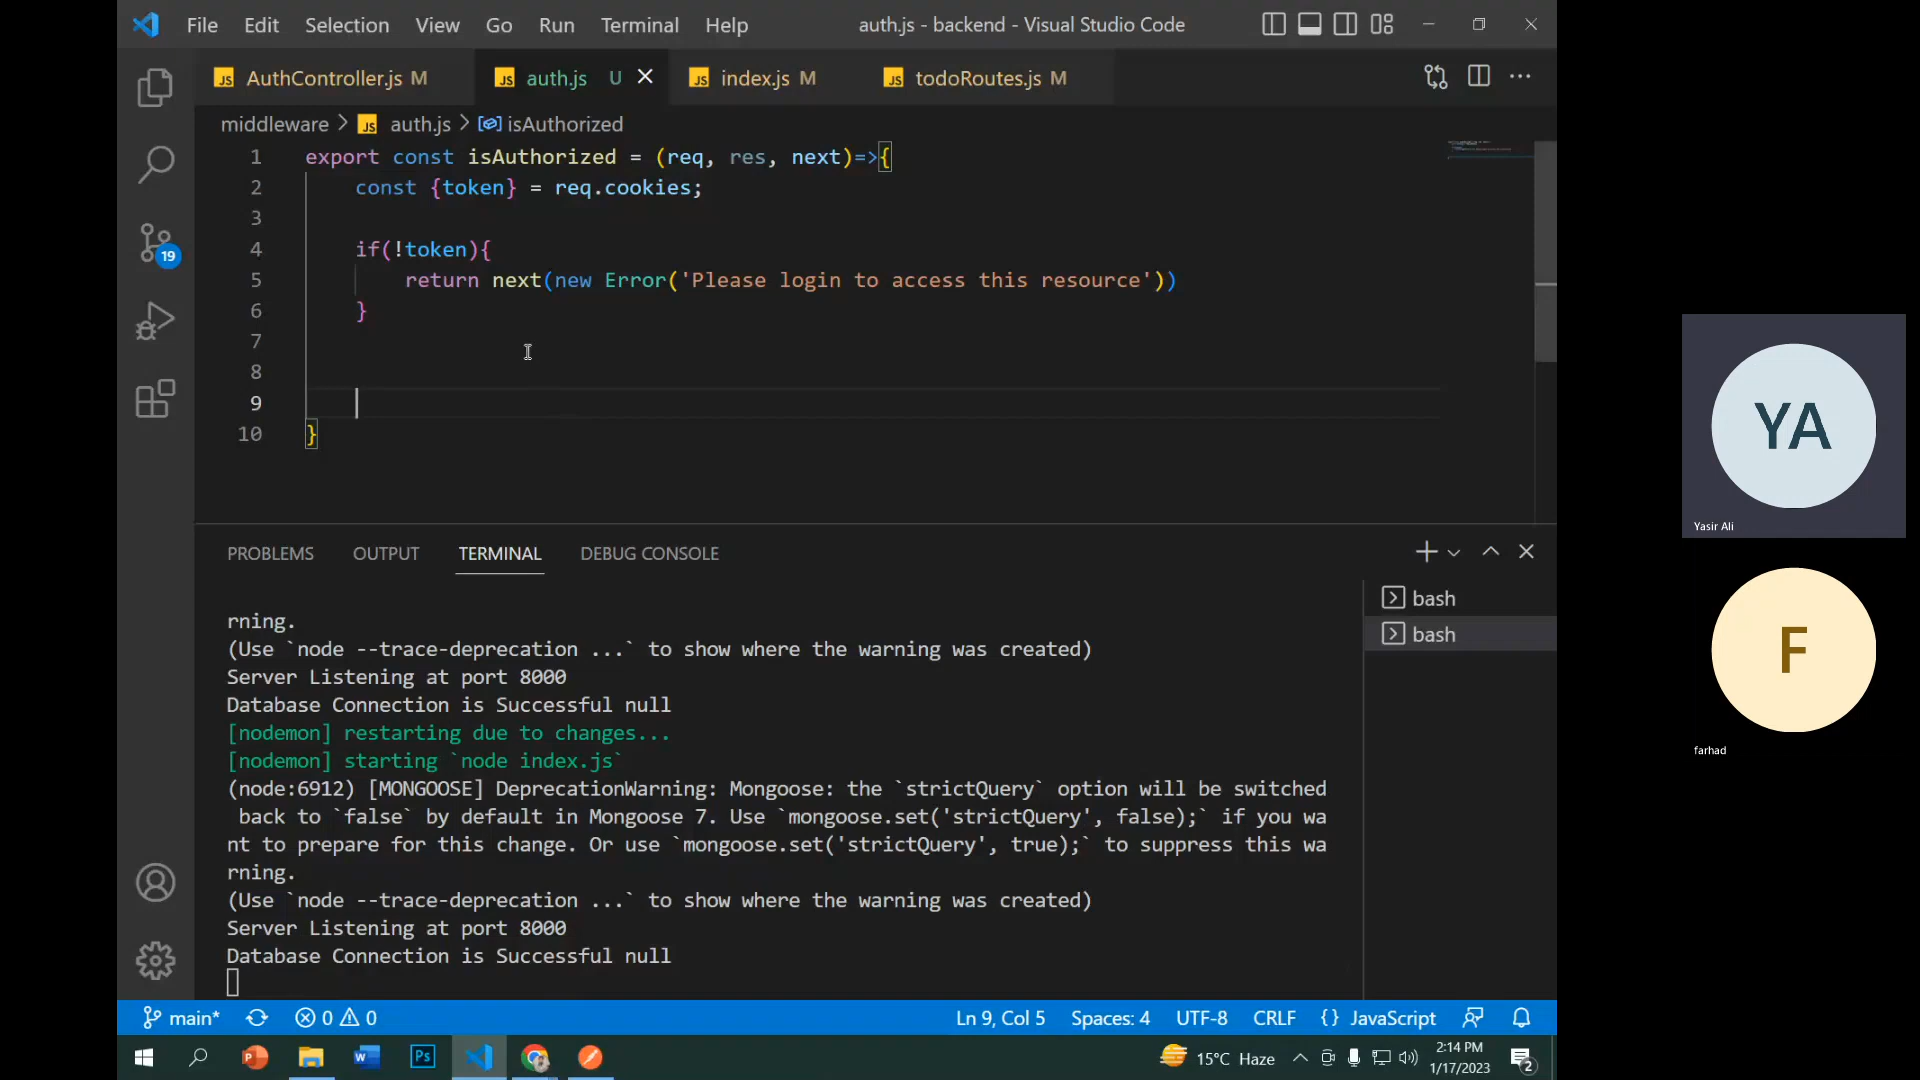 File Edit Selection View Go Run Terminal Help auth.js - backend - Visual Studio Code
JS AuthController.js M JS auth.js U JS index.js M JS todoRoutes.js M
middleware > JS auth.js > isAuthorized
1 export const isAuthorized = (req, res, next)=>{
2 const {token} = req.cookies;
3
4 if(!token){
5 return next(new Error('Please login to access this resource'))
6 }
7
8
9
10 }
19
PROBLEMS OUTPUT TERMINAL DEBUG CONSOLE
bash
bash
rning.
(Use `node --trace-deprecation ...` to show where the warning was created)
Server Listening at port 8000
Database Connection is Successful null
[nodemon] restarting due to changes...
[nodemon] starting `node index.js`
(node:6912) [MONGOOSE] DeprecationWarning: Mongoose: the `strictQuery` option will be switched
back to `false` by default in Mongoose 7. Use `mongoose.set('strictQuery', false);` if you wa
nt to prepare for this change. Or use `mongoose.set('strictQuery', true);` to suppress this wa
rning.
(Use `node --trace-deprecation ...` to show where the warning was created)
Server Listening at port 8000
Database Connection is Successful null
main* 0 0 Ln 9, Col 5 Spaces: 4 UTF-8 CRLF {} JavaScript
P W Ps 15°C Haze 2:14 PM
1/17/2023 2
YA
Yasir Ali
F
farhad